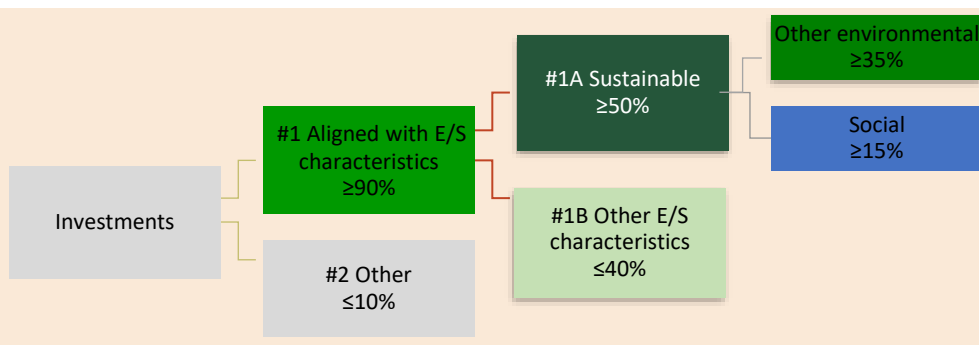 Investments
#1 Aligned with E/S
characteristics
≥90%
#2 Other
≤10%
#1A Sustainable
≥50%
#1B Other E/S
characteristics
≤40%
Other environmental
≥35%
Social
≥15%